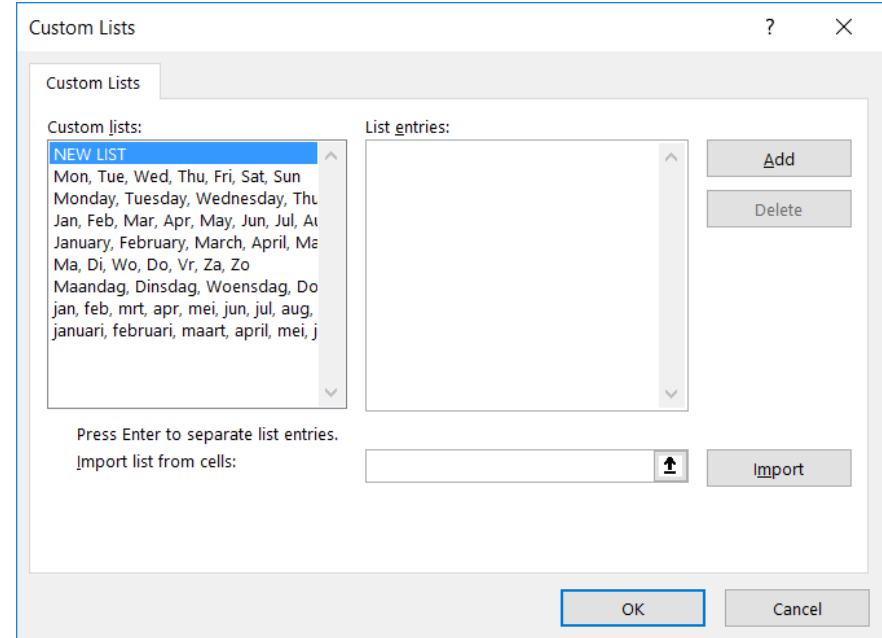 Custom Lists
?
Custom Lists
Custom lists:
List entries:
NEW LIST
Mon, Tue, Wed, Thu, Fri, Sat, Sun
Monday, Tuesday, Wednesday, Thu
Jan, Feb, Mar, Apr, May, Jun, Jul, Au
January, February, March, April, Ma
Ma, Di, Wo, Do, Vr, Za, Zo
Maandag, Dinsdag, Woensdag, Do
jan, feb, mrt, apr, mei, jun, jul, aug,
januari, februari, maart, april, mei, j
Add
Delete
Press Enter to separate list entries.
Import list from cells:
Import
OK
Cancel